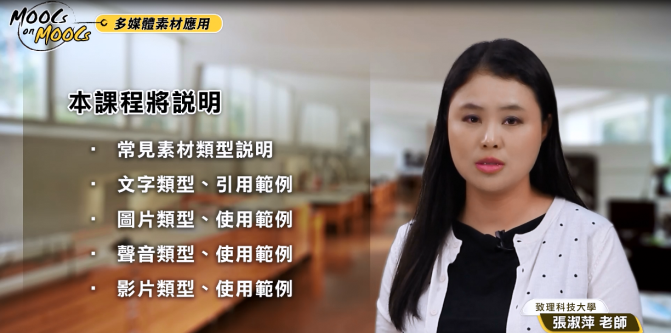 MOOCs
on MOOCs
多媒體素材應用
本課程將說明
· 常見素材類型說明
· 文字類型、引用範例
· 圖片類型、使用範例
· 聲音類型、使用範例
· 影片類型、使用範例
致理科技大學
張淑萍 老師